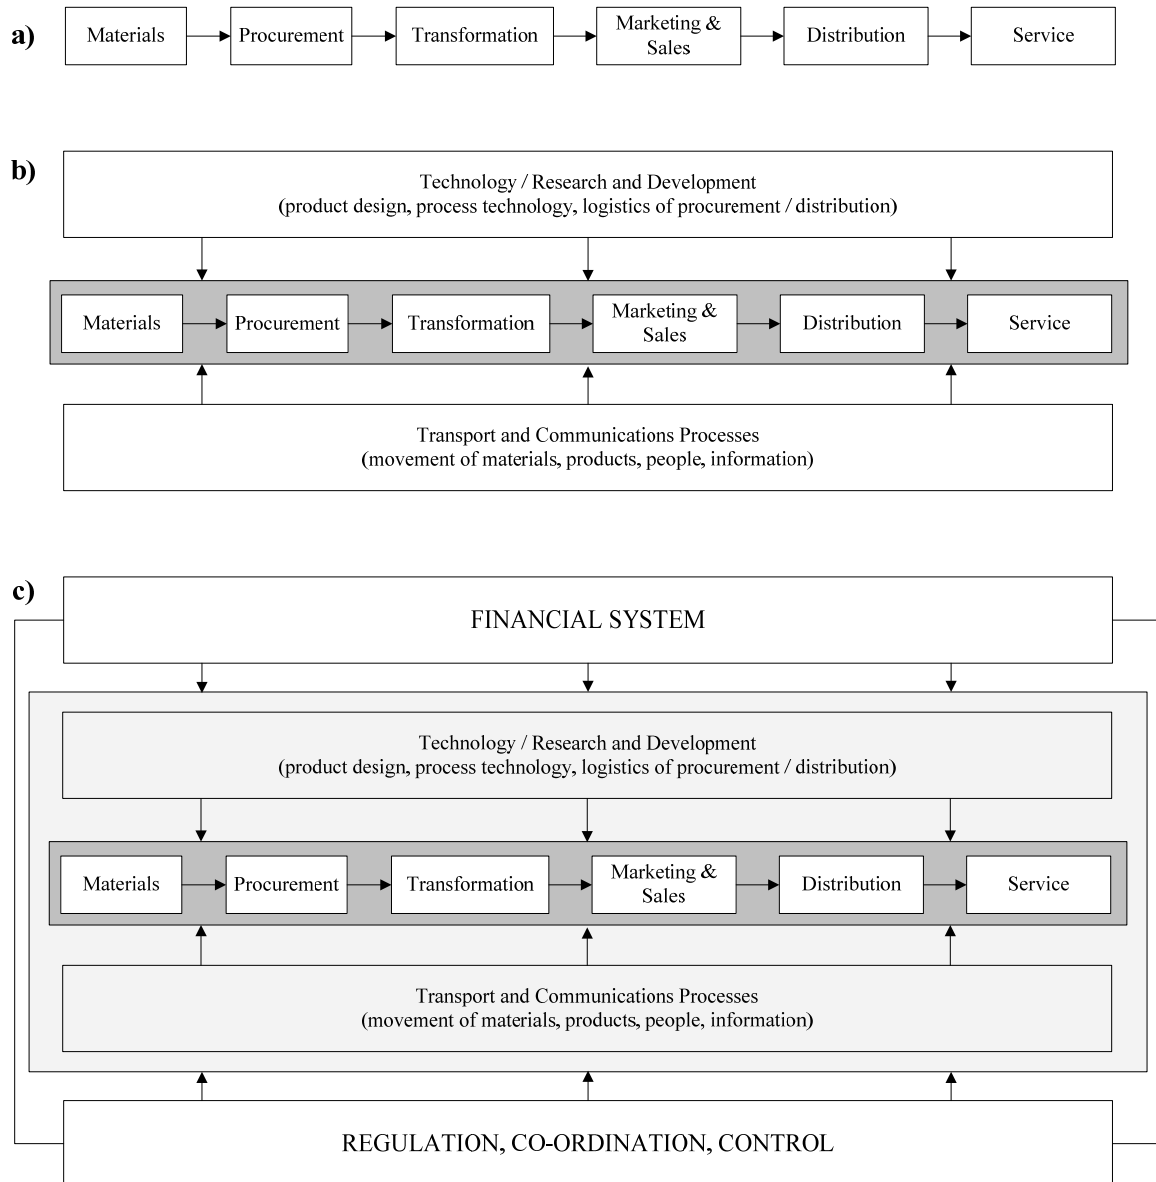 a)
Materials
Procurement
Transformation
Marketing &
Sales
Distribution
Service
b)
Technology / Research and Development
(product design, process technology, logistics of procurement / distribution)
Materials
Procurement
Transformation
Marketing &
Sales
Distribution
Service
Transport and Communications Processes
(movement of materials, products, people, information)
c)
FINANCIAL SYSTEM
Technology / Research and Development
(product design, process technology, logistics of procurement / distribution)
Materials
Procurement
Transformation
Marketing &
Sales
Distribution
Service
Transport and Communications Processes
(movement of materials, products, people, information)
REGULATION, CO-ORDINATION, CONTROL